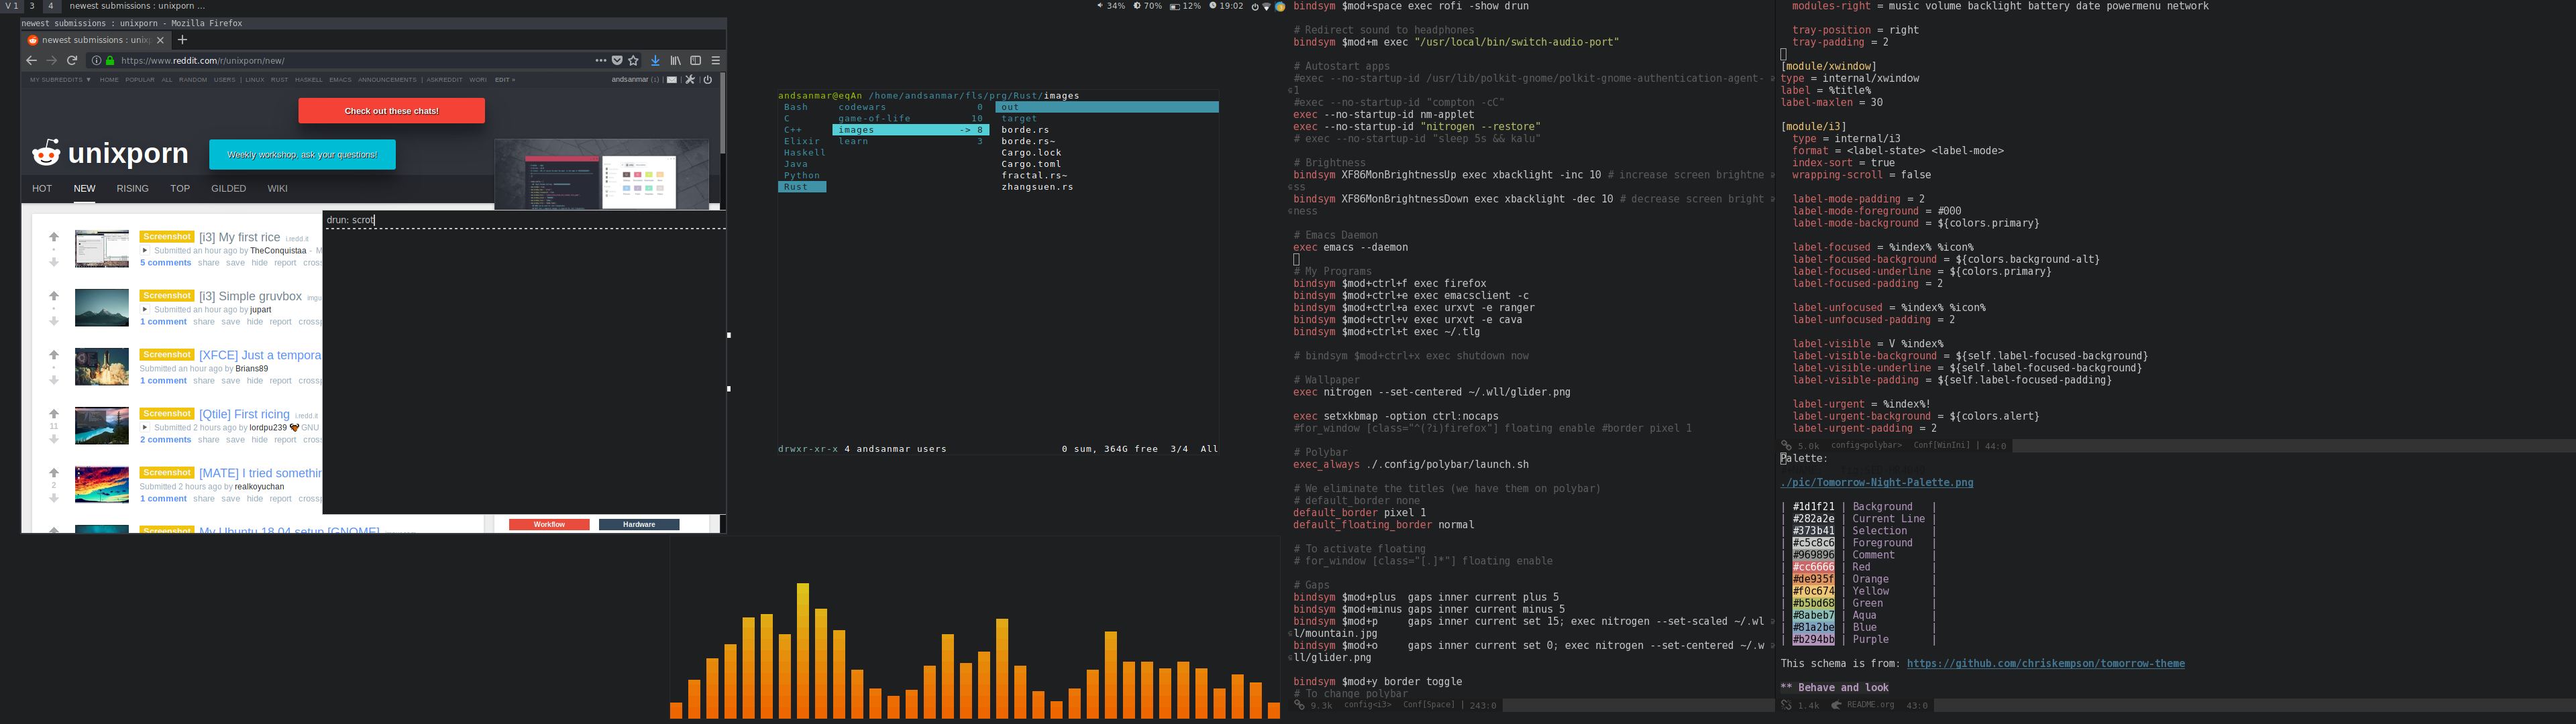 V 1 3 4 newest submissions : unixporn ...
34% 70% 12% 19:02
newest submissions : unixporn - Mozilla Firefox
newest submissions : unixp
https://www.reddit.com/r/unixporn/new/
MY SUBREDDITS HOME POPULAR ALL RANDOM USERS | LINUX RUST HASKELL EMACS ANNOUNCEMENTS | ASKREDDIT WORL EDIT »
andsanmar (1) | | |
Check out these chats!
unixporn
Weekly workshop, ask your questions!
HOT NEW RISING TOP GILDED WIKI
drun: scrot
Screenshot [i3] My first rice i.redd.it
Submitted an hour ago by TheConquistaa - M
5 comments share save hide report cross
Screenshot [i3] Simple gruvbox imgu
Submitted an hour ago by jupart
1 comment share save hide report crossp
Screenshot [XFCE] Just a tempora
Submitted an hour ago by Brians89
1 comment share save hide report crossp
11
Screenshot [Qtile] First ricing i.redd.it
Submitted 2 hours ago by lordpu239 GNU
2 comments share save hide report cross
2
Screenshot [MATE] I tried somethin
Submitted 2 hours ago by realkoyuchan
1 comment share save hide report crossp
Screenshot My Ubuntu 18.04 setup [GNOME]
Workflow Hardware
andsanmar@eqAn /home/andsanmar/fls/prg/Rust/images
Bash codewars 0 out
C game-of-life 10 target
C++ images -> 8 borde.rs
Elixir learn 3 borde.rs~
Haskell Cargo.lock
Java Cargo.toml
Python fractal.rs~
Rust zhangsuen.rs
drwxr-xr-x 4 andsanmar users 0 sum, 364G free 3/4 All
bindsym $mod+space exec rofi -show drun
# Redirect sound to headphones
bindsym $mod+m exec "/usr/local/bin/switch-audio-port"
# Autostart apps
#exec --no-startup-id /usr/lib/polkit-gnome/polkit-gnome-authentication-agent-
1
#exec --no-startup-id "compton -cC"
exec --no-startup-id nm-applet
exec --no-startup-id "nitrogen --restore"
# exec --no-startup-id "sleep 5s && kalu"
# Brightness
bindsym XF86MonBrightnessUp exec xbacklight -inc 10 # increase screen brightne
ss
bindsym XF86MonBrightnessDown exec xbacklight -dec 10 # decrease screen bright
ness
# Emacs Daemon
exec emacs --daemon
# My Programs
bindsym $mod+ctrl+f exec firefox
bindsym $mod+ctrl+e exec emacsclient -c
bindsym $mod+ctrl+a exec urxvt -e ranger
bindsym $mod+ctrl+v exec urxvt -e cava
bindsym $mod+ctrl+t exec ~/.tlg
# bindsym $mod+ctrl+x exec shutdown now
# Wallpaper
exec nitrogen --set-centered ~/.wll/glider.png
exec setxkbmap -option ctrl:nocaps
#for_window [class="^(?i)firefox"] floating enable #border pixel 1
# Polybar
exec_always ./.config/polybar/launch.sh
# We eliminate the titles (we have them on polybar)
# default_border none
default_border pixel 1
default_floating_border normal
# To activate floating
# for_window [class="[.]*"] floating enable
# Gaps
bindsym $mod+plus gaps inner current plus 5
bindsym $mod+minus gaps inner current minus 5
bindsym $mod+p gaps inner current set 15; exec nitrogen --set-scaled ~/.wl
l/mountain.jpg
bindsym $mod+o gaps inner current set 0; exec nitrogen --set-centered ~/.w
ll/glider.png
bindsym $mod+y border toggle
# To change polybar
9.3k config<i3> Conf[Space] | 243:0
modules-right = music volume backlight battery date powermenu network
tray-position = right
tray-padding = 2
[module/xwindow]
type = internal/xwindow
label = %title%
label-maxlen = 30
[module/i3]
type = internal/i3
format = <label-state> <label-mode>
index-sort = true
wrapping-scroll = false
label-mode-padding = 2
label-mode-foreground = #000
label-mode-background = ${colors.primary}
label-focused = %index% %icon%
label-focused-background = ${colors.background-alt}
label-focused-underline = ${colors.primary}
label-focused-padding = 2
label-unfocused = %index% %icon%
label-unfocused-padding = 2
label-visible = V %index%
label-visible-background = ${self.label-focused-background}
label-visible-underline = ${self.label-focused-background}
label-visible-padding = ${self.label-focused-padding}
label-urgent = %index%!
label-urgent-background = ${colors.alert}
label-urgent-padding = 2
5.0k config<polybar> Conf[WinIni] | 44:0
Palette:
./pic/Tomorrow-Night-Palette.png
| #1d1f21 | Background |
| #282a2e | Current Line |
| #373b41 | Selection |
| #c5c8c6 | Foreground |
| #969896 | Comment |
| #cc6666 | Red |
| #de935f | Orange |
| #f0c674 | Yellow |
| #b5bd68 | Green |
| #8abeb7 | Aqua |
| #81a2be | Blue |
| #b294bb | Purple |
This schema is from: https://github.com/chriskempson/tomorrow-theme
** Behave and look
1.4k README.org 43:0